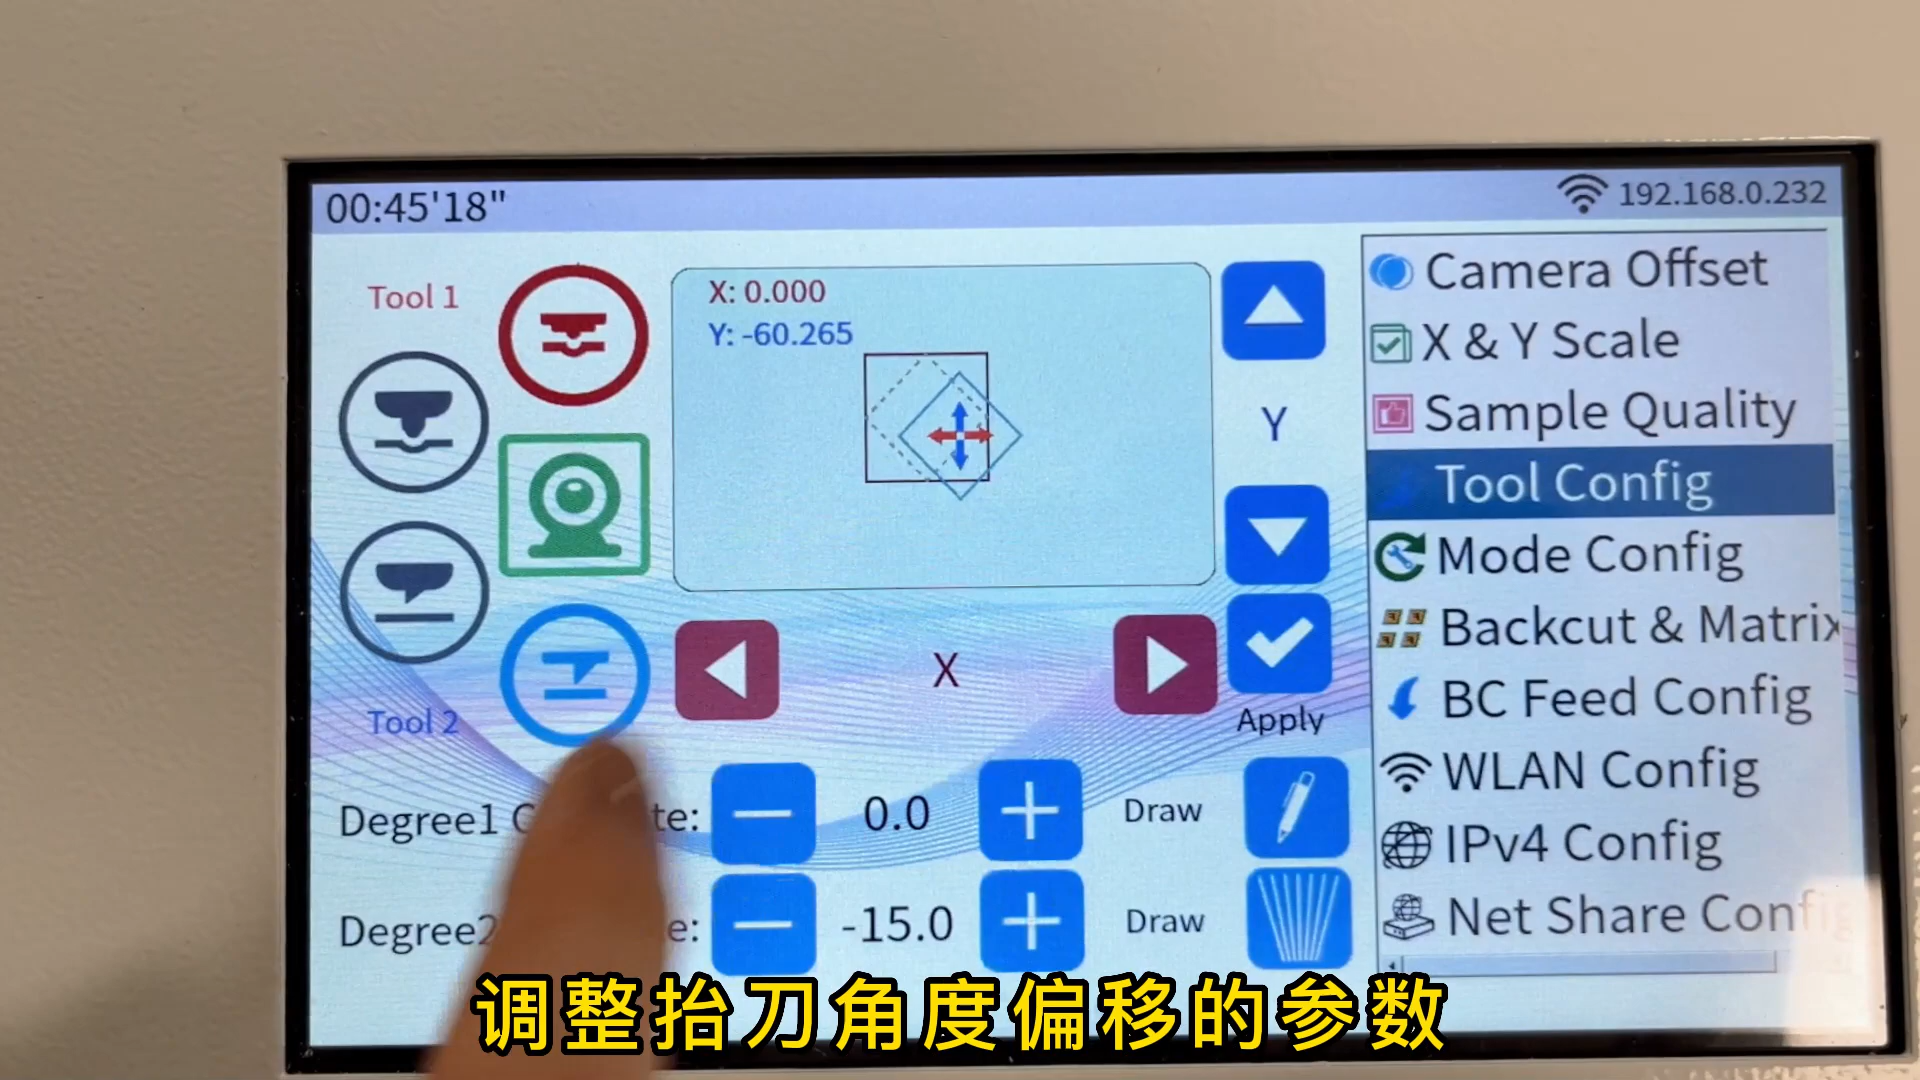 00:45'18"
192.168.0.232
Tool 1
X: 0.000
Y: -60.265
Y
X
Apply
Tool 2
Degree1
te:
0.0
Draw
Degree2
e:
-15.0
Draw
Camera Offset
X & Y Scale
Sample Quality
Tool Config
Mode Config
Backcut & Matrix
BC Feed Config
WLAN Config
IPv4 Config
Net Share Config
调整抬刀角度偏移的参数